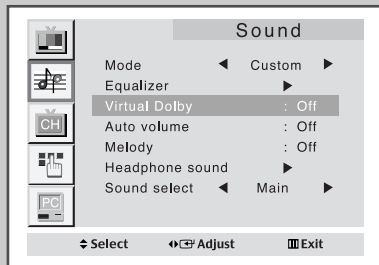 Sound
Mode ◀ Custom ▶
Equalizer ▶
Virtual Dolby : Off
CH Auto volume : Off
Melody : Off
Headphone sound ▶
PC Sound select ◀ Main ▶
Select Adjust Exit